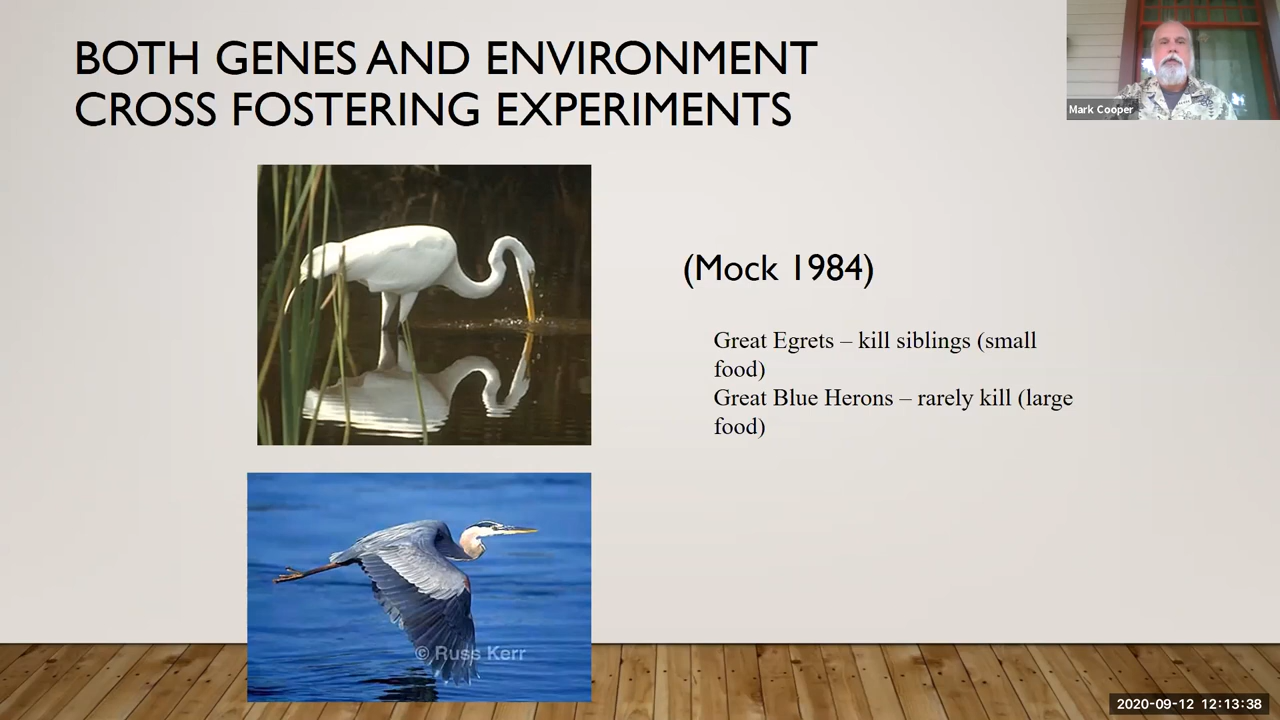 BOTH GENES AND ENVIRONMENT
CROSS FOSTERING EXPERIMENTS
Mark Cooper
(Mock 1984)
Great Egrets – kill siblings (small
food)
Great Blue Herons – rarely kill (large
food)
© Russ Kerr
2020-09-12 12:13:38